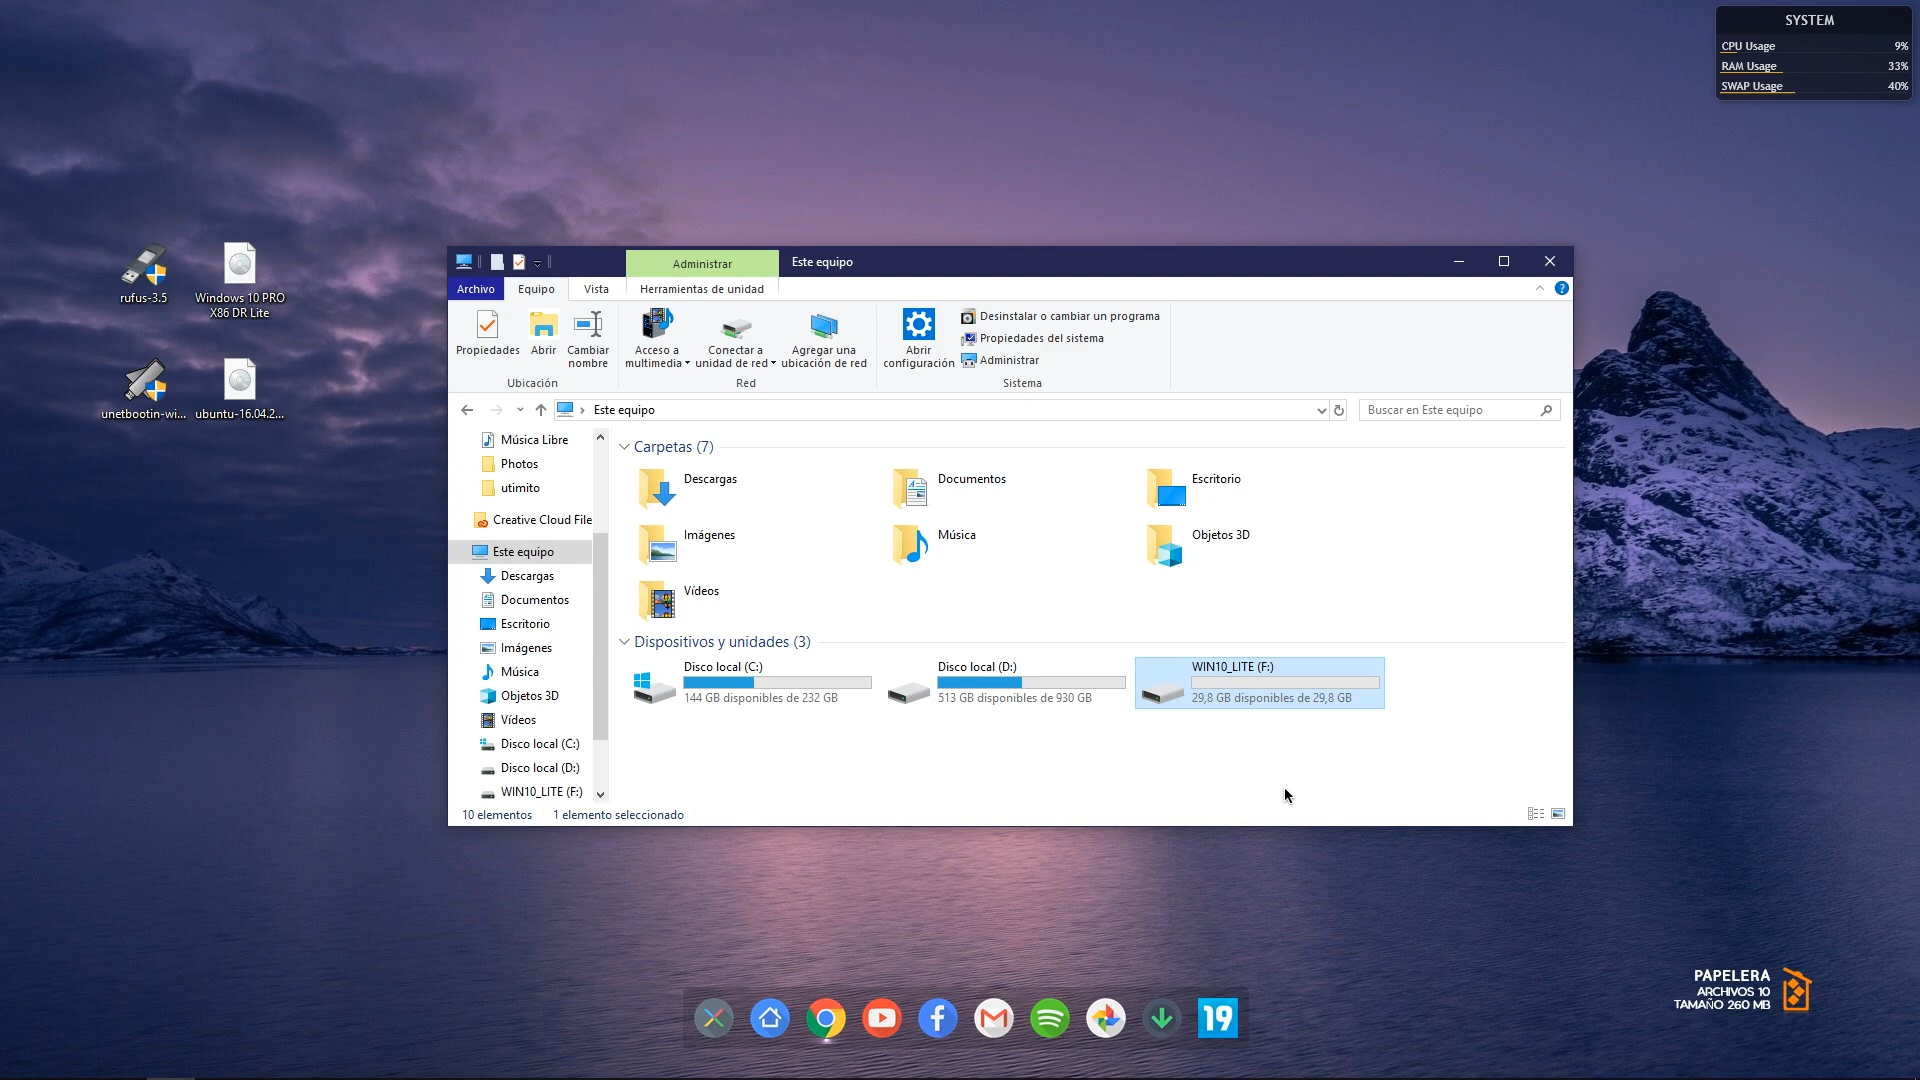 SYSTEM
CPU Usage 9%
RAM Usage 33%
SWAP Usage 40%
rufus-3.5
Windows 10 PRO
X86 DR Lite
unetbootin-wi...
ubuntu-16.04.2...
Administrar
Este equipo
Archivo
Equipo
Vista
Herramientas de unidad
Propiedades
Abrir
Cambiar
nombre
Ubicación
Acceso a
multimedia
Conectar a
unidad de red
Agregar una
ubicación de red
Red
Abrir
configuración
Desinstalar o cambiar un programa
Propiedades del sistema
Administrar
Sistema
Este equipo
Buscar en Este equipo
Música Libre
Photos
utimito
Creative Cloud File
Este equipo
Descargas
Documentos
Escritorio
Imágenes
Música
Objetos 3D
Vídeos
Disco local (C:)
Disco local (D:)
WIN10_LITE (F:)
Carpetas (7)
Descargas
Documentos
Escritorio
Imágenes
Música
Objetos 3D
Vídeos
Dispositivos y unidades (3)
Disco local (C:)
144 GB disponibles de 232 GB
Disco local (D:)
513 GB disponibles de 930 GB
WIN10_LITE (F:)
29,8 GB disponibles de 29,8 GB
10 elementos
1 elemento seleccionado
PAPELERA
ARCHIVOS 10
TAMAÑO 260 MB
19